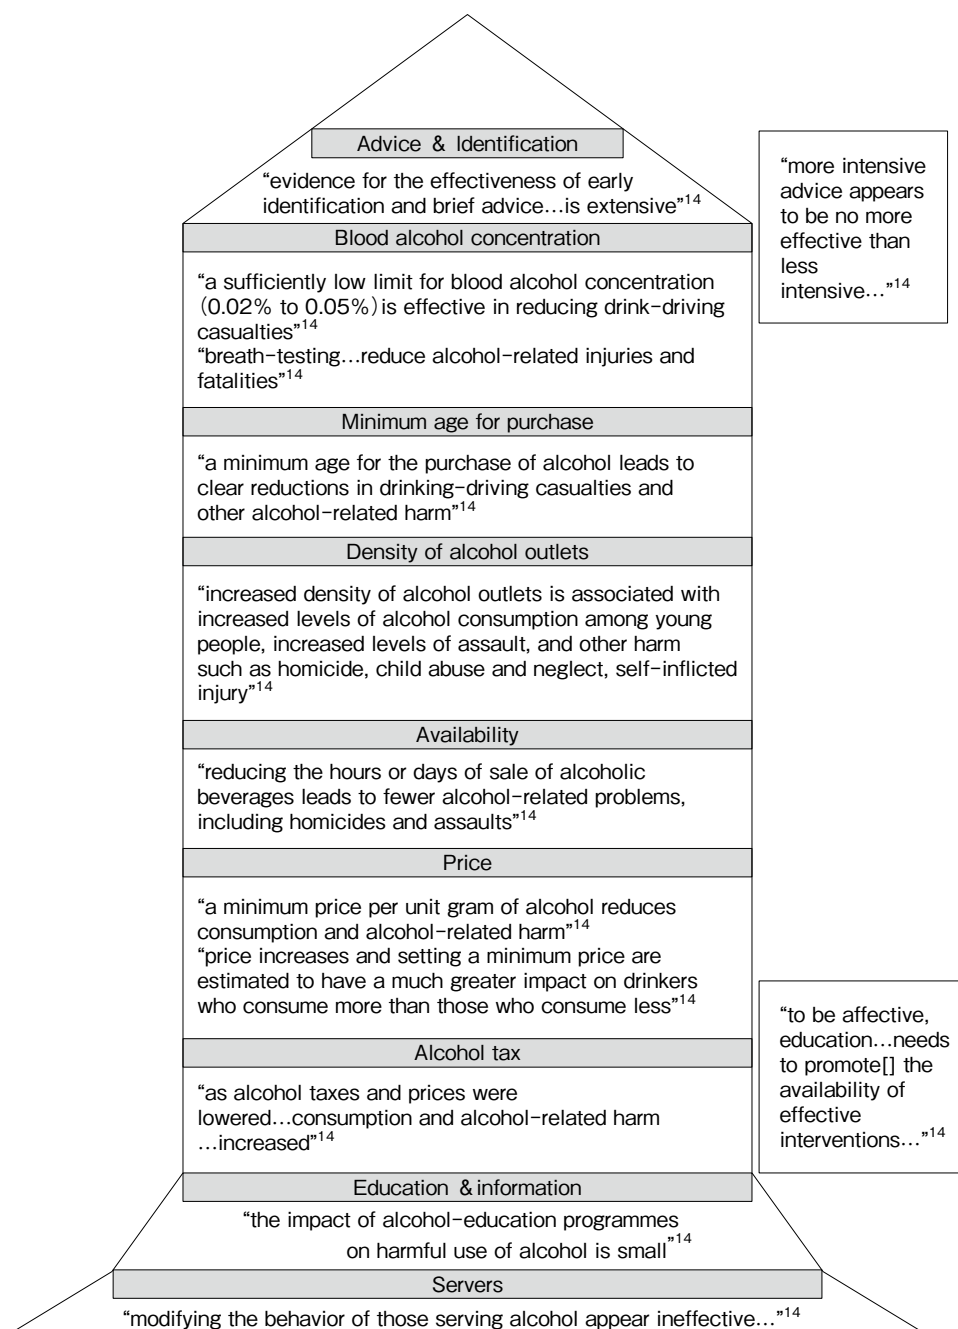 Advice & Identification
“evidence for the effectiveness of early
identification and brief advice…is extensive”14
Blood alcohol concentration
“a sufficiently low limit for blood alcohol concentration
(0.02% to 0.05%)is effective in reducing drink-driving
casualties”14
“breath-testing…reduce alcohol-related injuries and
fatalities”14
Minimum age for purchase
“a minimum age for the purchase of alcohol leads to
clear reductions in drinking-driving casualties and
other alcohol-related harm”14
Density of alcohol outlets
“increased density of alcohol outlets is associated with
increased levels of alcohol consumption among young
people, increased levels of assault, and other harm
such as homicide, child abuse and neglect, self-inflicted
injury”14
Availability
“reducing the hours or days of sale of alcoholic
beverages leads to fewer alcohol-related problems,
including homicides and assaults”14
Price
“a minimum price per unit gram of alcohol reduces
consumption and alcohol-related harm”14
“price increases and setting a minimum price are
estimated to have a much greater impact on drinkers
who consume more than those who consume less”14
Alcohol tax
“as alcohol taxes and prices were
lowered…consumption and alcohol-related harm
…increased”14
Education & information
“the impact of alcohol-education programmes
on harmful use of alcohol is small”14
Servers
“modifying the behavior of those serving alcohol appear ineffective…”14
“more intensive
advice appears
to be no more
effective than
less
intensive…”14
“to be affective,
education…needs
to promote[] the
availability of
effective
interventions…”14